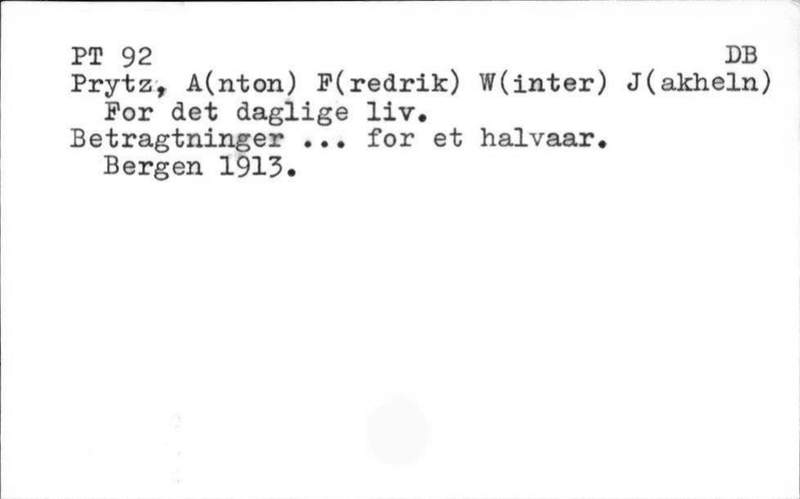 PT 92 DB
Prytz, A(nton) F(redrik) W(inter) J(akheln)
For det daglige liv.
Betragtninger ... for et halvaar.
Bergen 1913.